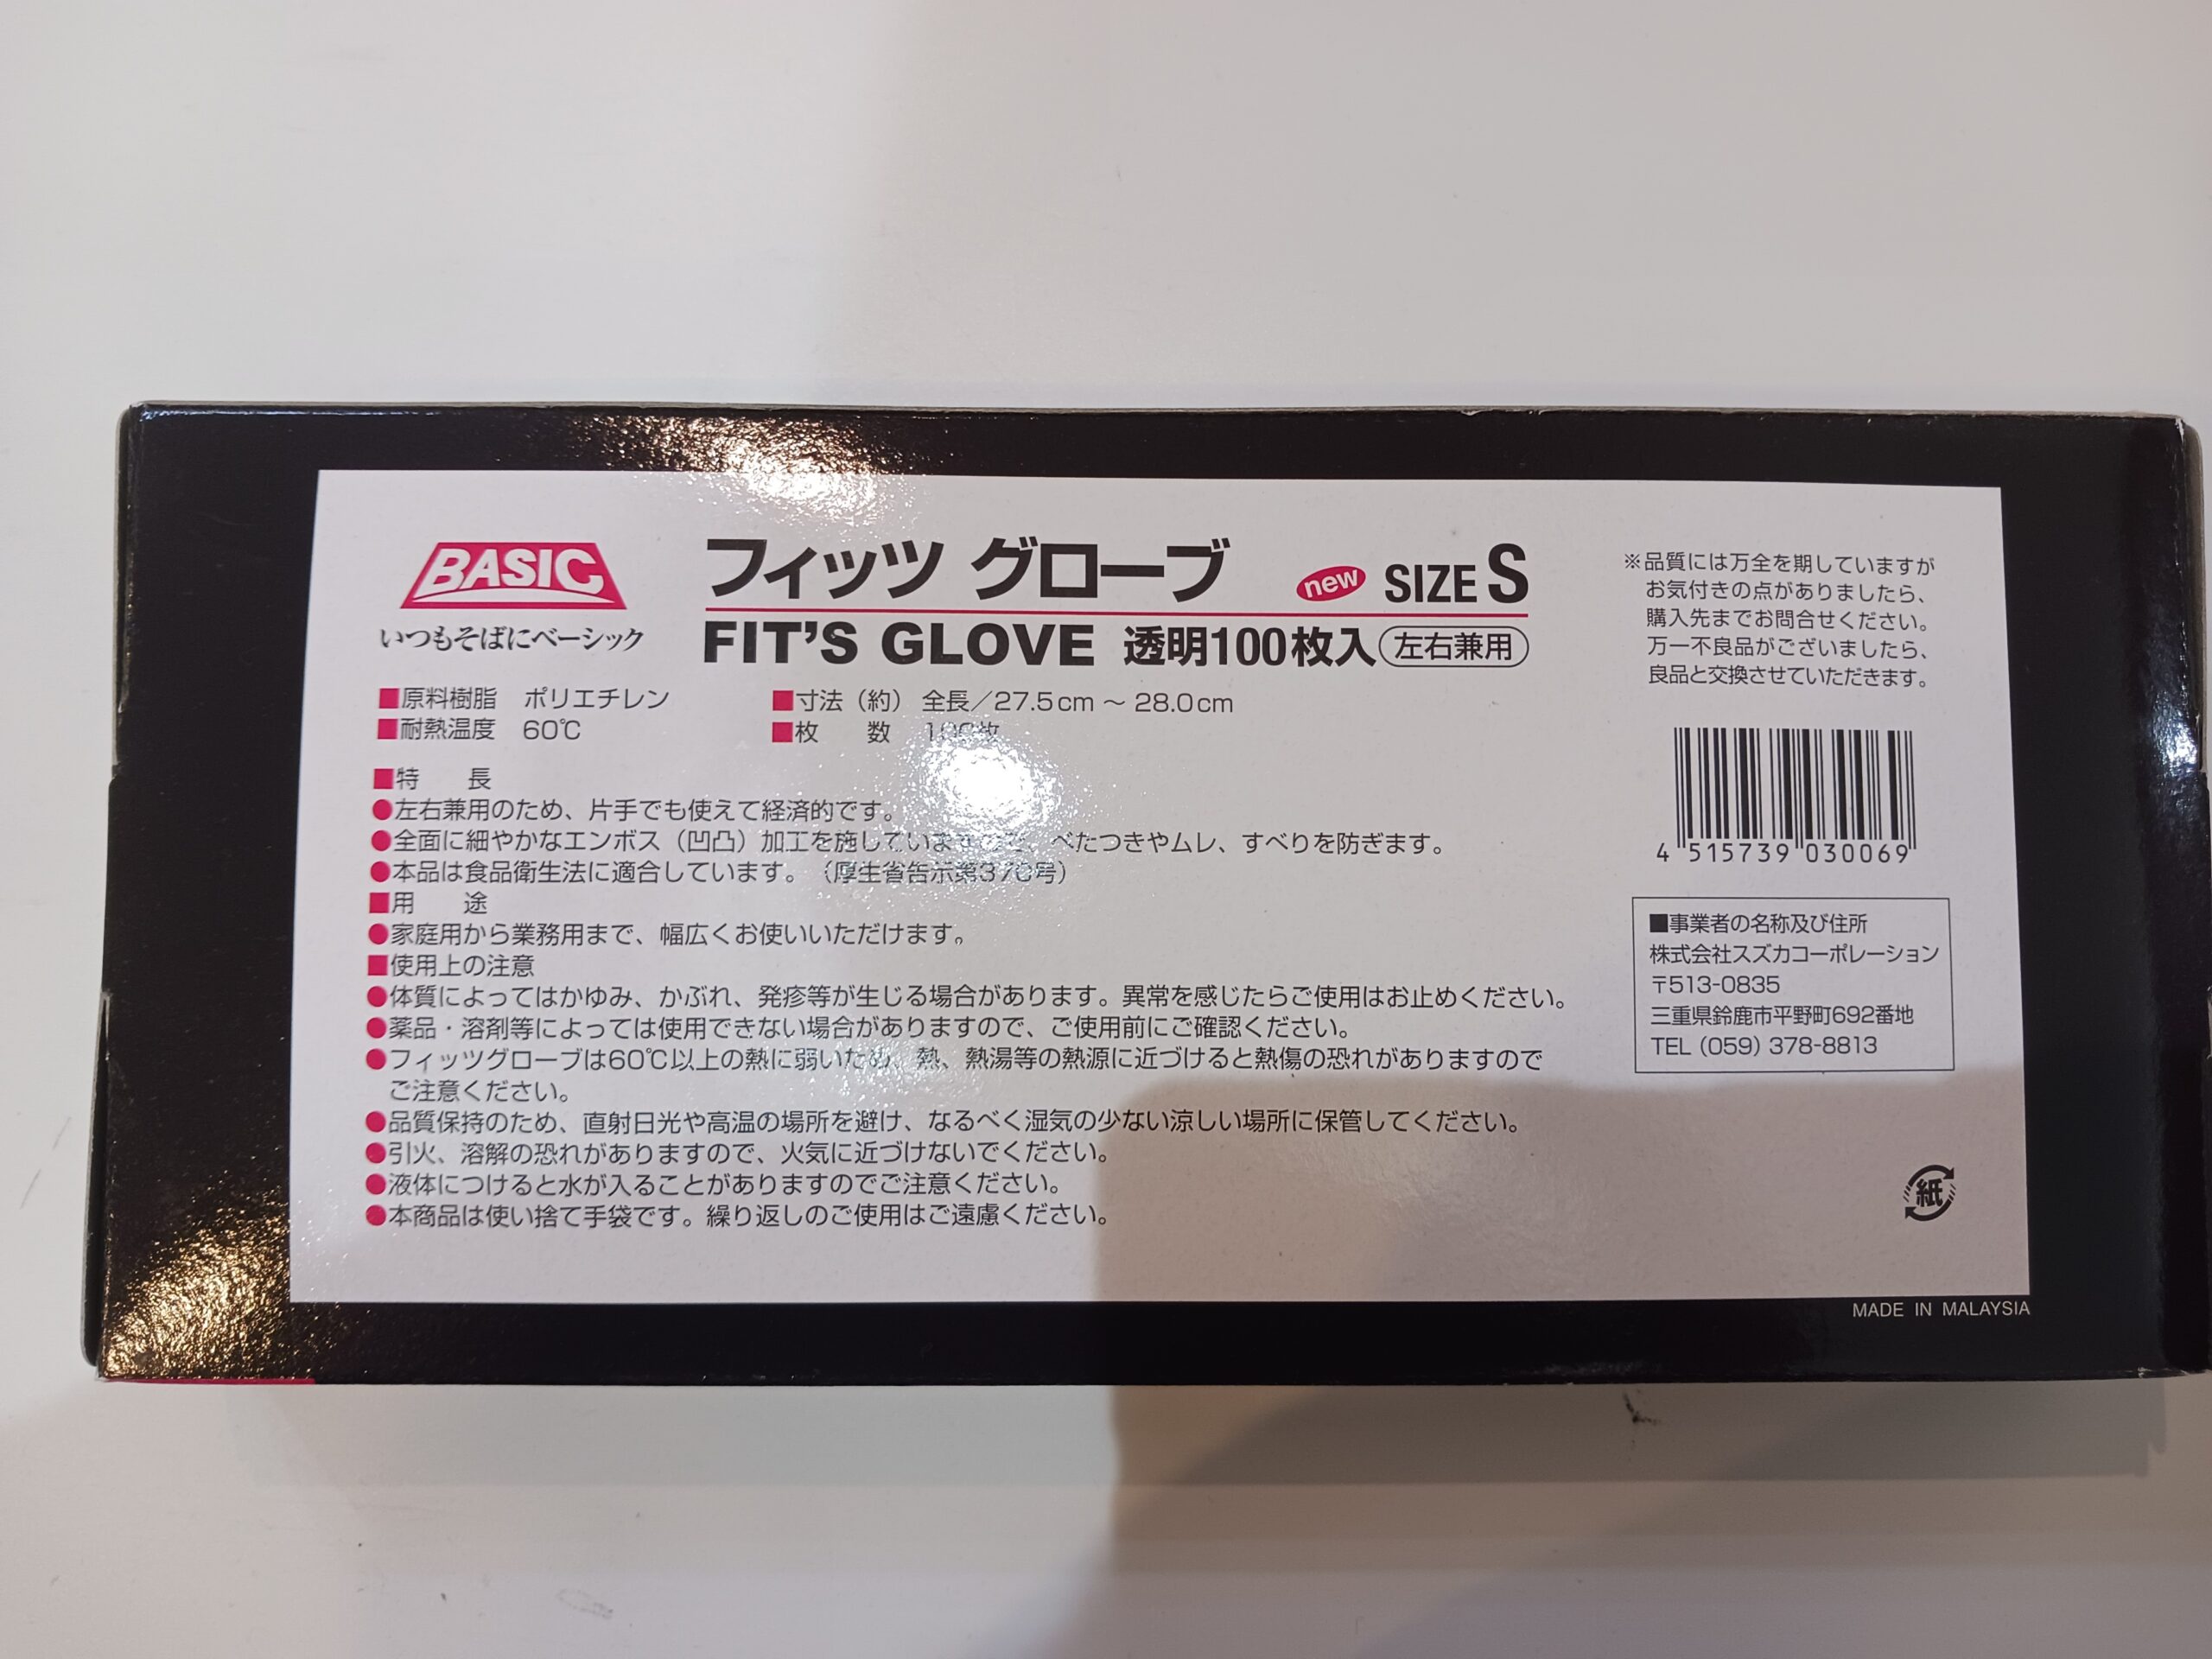 BASIC
いつもそばにベーシック
フィッツ グローブ new SIZE S
FIT'S GLOVE 透明100枚入 左右兼用
■原料樹脂 ポリエチレン ■寸法（約） 全長／27.5cm ～ 28.0cm
■耐熱温度 60℃ ■枚 数 100枚
■特 長
●左右兼用のため、片手でも使えて経済的です。
●全面に細やかなエンボス（凹凸）加工を施していますので、べたつきやムレ、すべりを防ぎます。
●本品は食品衛生法に適合しています。（厚生省告示第370号）
■用 途
●家庭用から業務用まで、幅広くお使いいただけます。
■使用上の注意
●体質によってはかゆみ、かぶれ、発疹等が生じる場合があります。異常を感じたらご使用はお止めください。
●薬品・溶剤等によっては使用できない場合がありますので、ご使用前にご確認ください。
●フィッツグローブは60℃以上の熱に弱いため、熱、熱湯等の熱源に近づけると熱傷の恐れがありますので
ご注意ください。
●品質保持のため、直射日光や高温の場所を避け、なるべく湿気の少ない涼しい場所に保管してください。
●引火、溶解の恐れがありますので、火気に近づけないでください。
●液体につけると水が入ることがありますのでご注意ください。
●本商品は使い捨て手袋です。繰り返しのご使用はご遠慮ください。
※品質には万全を期していますが
お気付きの点がありましたら、
購入先までお問合せください。
万一不良品がございましたら、
良品と交換させていただきます。
4 515739 030069
■事業者の名称及び住所
株式会社スズカコーポレーション
〒513-0835
三重県鈴鹿市平野町692番地
TEL（059）378-8813
紙
MADE IN MALAYSIA